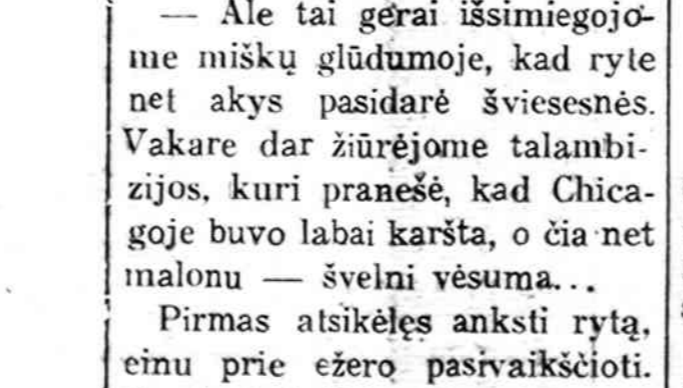 — Ale tai gerai išsimiegojo-
me miškų glūdumoje, kad ryte
net akys pasidarė šviesesnės.
Vakare dar žiūrėjome talambi-
zijos, kuri pranešė, kad Chica-
goje buvo labai karšta, o čia net
malonu — švelni vėsuma...
Pirmas atsikėlęs anksti rytą,
einu prie ežero pasivaikščioti.